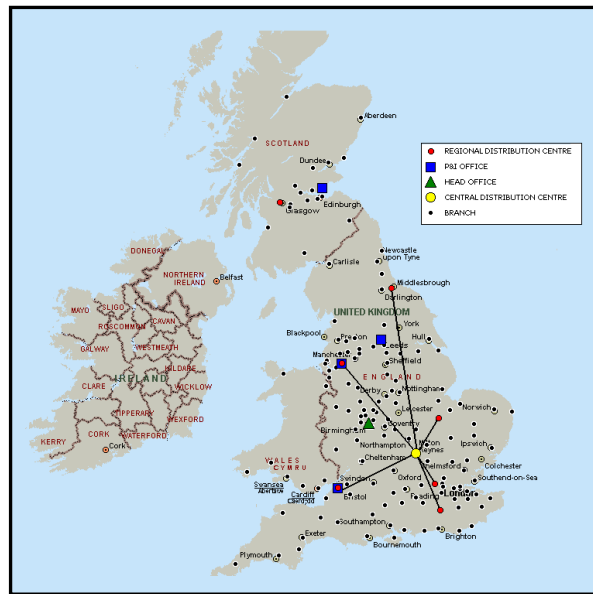 Aberdeen
SCOTLAND
Dundee
Edinburgh
Glasgow
REGIONAL DISTRIBUTION CENTRE
P&I OFFICE
HEAD OFFICE
CENTRAL DISTRIBUTION CENTRE
BRANCH
DONEGAL
NORTHERN
IRELAND
Belfast
Carlisle
Newcastle
upon Tyne
Middlesbrough
Darlington
MAYO
SLIGO
CAVAN
ROSCOMMON
UNITED KINGDOM
York
Blackpool
Preston
Leeds
Hull
GALWAY
WESTMEATH
Manchester
Sheffield
KILDARE
ENGLAND
CLARE
IRELAND
WICKLOW
Derby
Nottingham
TIPPERARY
Leicester
Norwich
WEXFORD
KERRY
CORK
WATERFORD
Birmingham
Coventry
Cork
Northampton
Milton
Keynes
Ipswich
WALES
CYMRU
Cheltenham
Chelmsford
Colchester
Swansea
Abertawe
Cardiff
Caerdydd
Swindon
Oxford
Southend-on-Sea
Bristol
Reading
London
Southampton
Exeter
Bournemouth
Brighton
Plymouth